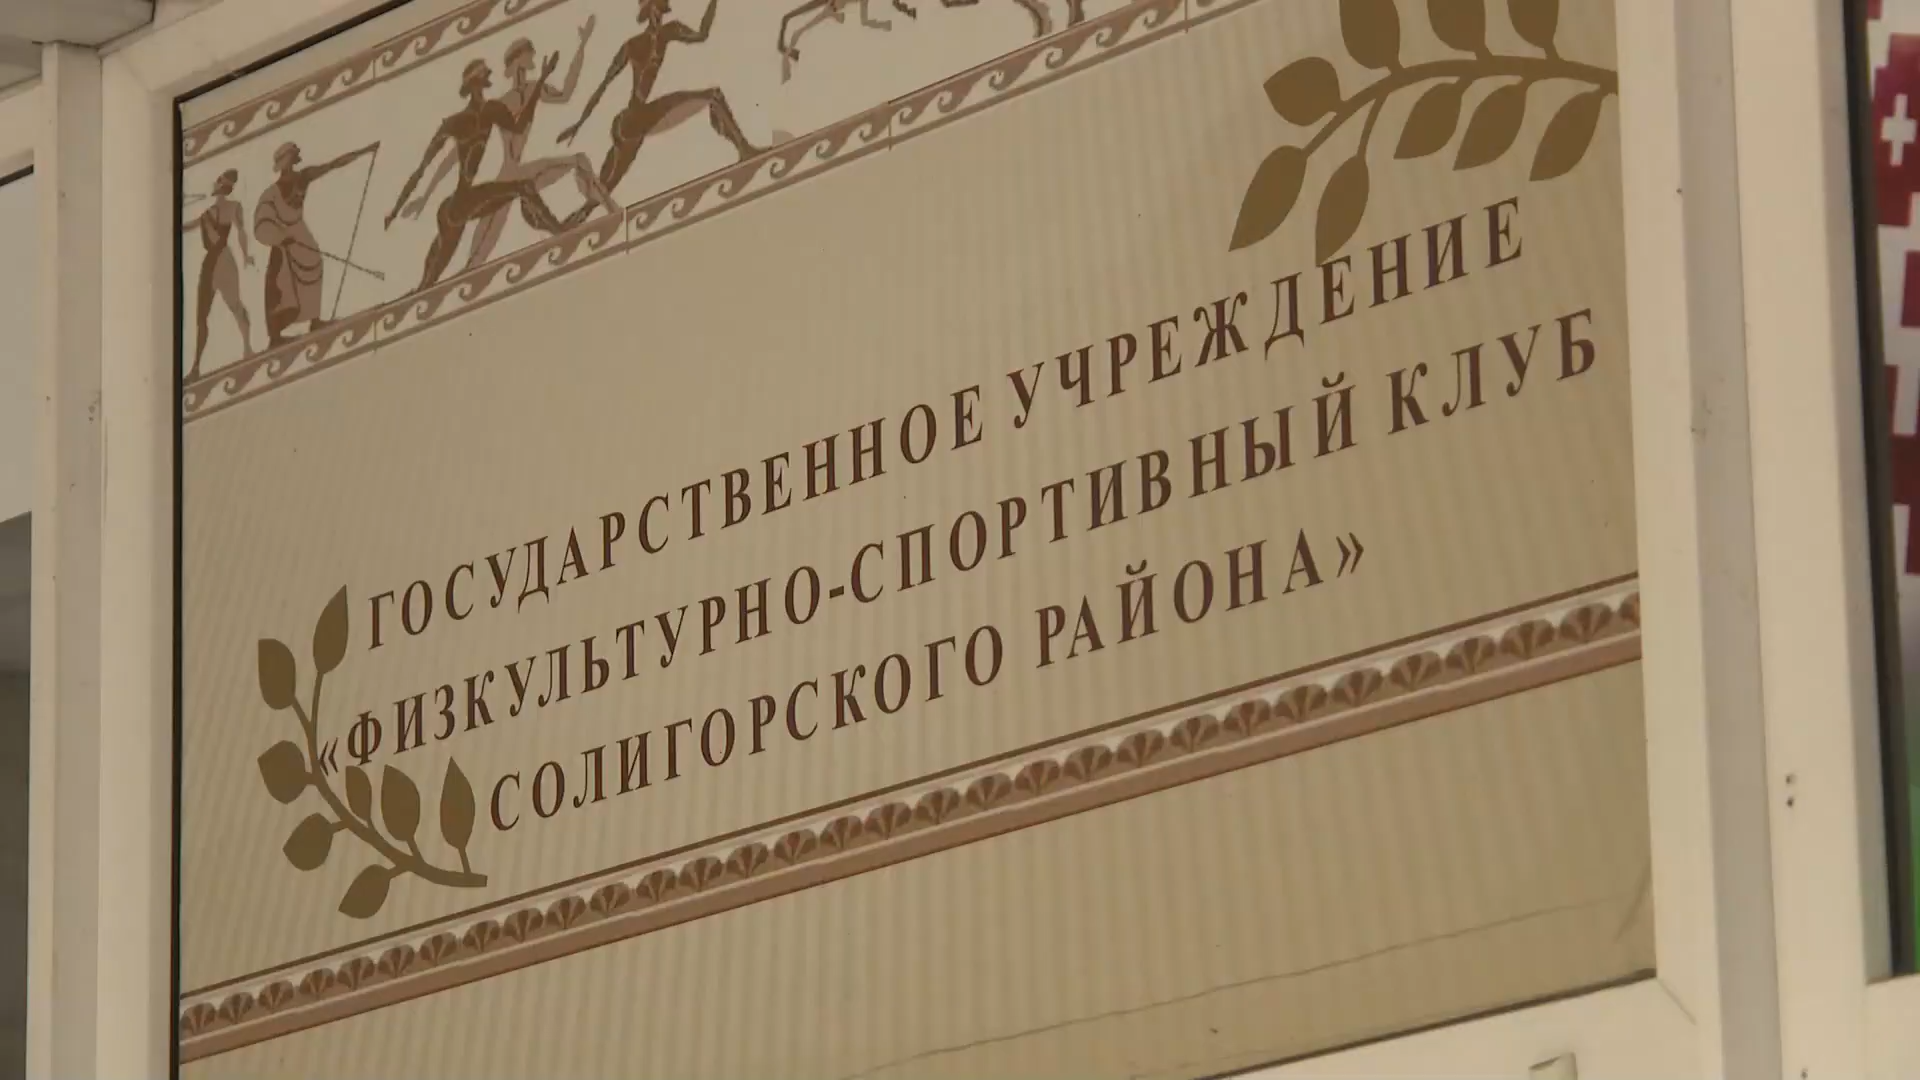 ГОСУДАРСТВЕННОЕ УЧРЕЖДЕНИЕ
«ФИЗКУЛЬТУРНО-СПОРТИВНЫЙ КЛУБ
СОЛИГОРСКОГО РАЙОНА»